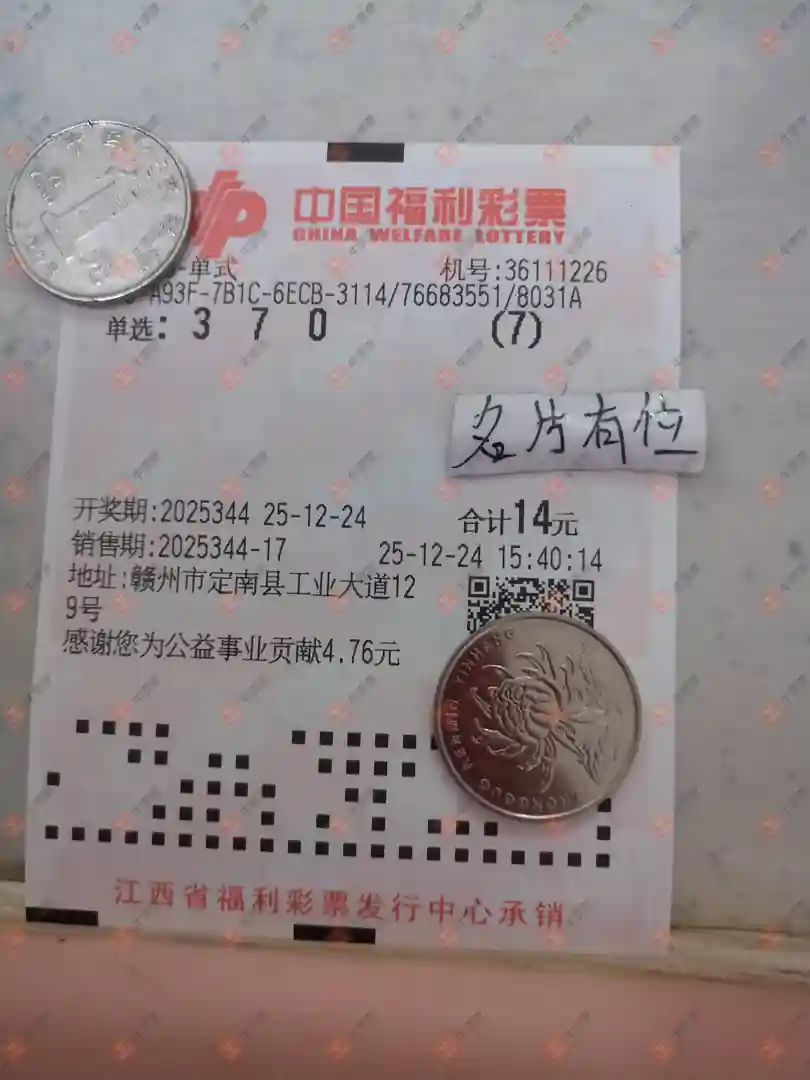 中国福利彩票
CHINA WELFARE LOTTERY
-单式 机号:36111226
A93F-7B1C-6ECB-3114/76683551/8031A
单选: 3 7 0 (7)
名片有位
开奖期:2025344 25-12-24 合计14元
销售期:2025344-17 25-12-24 15:40:14
地址:赣州市定南县工业大道12
9号
感谢您为公益事业贡献4.76元
江西省福利彩票发行中心承销